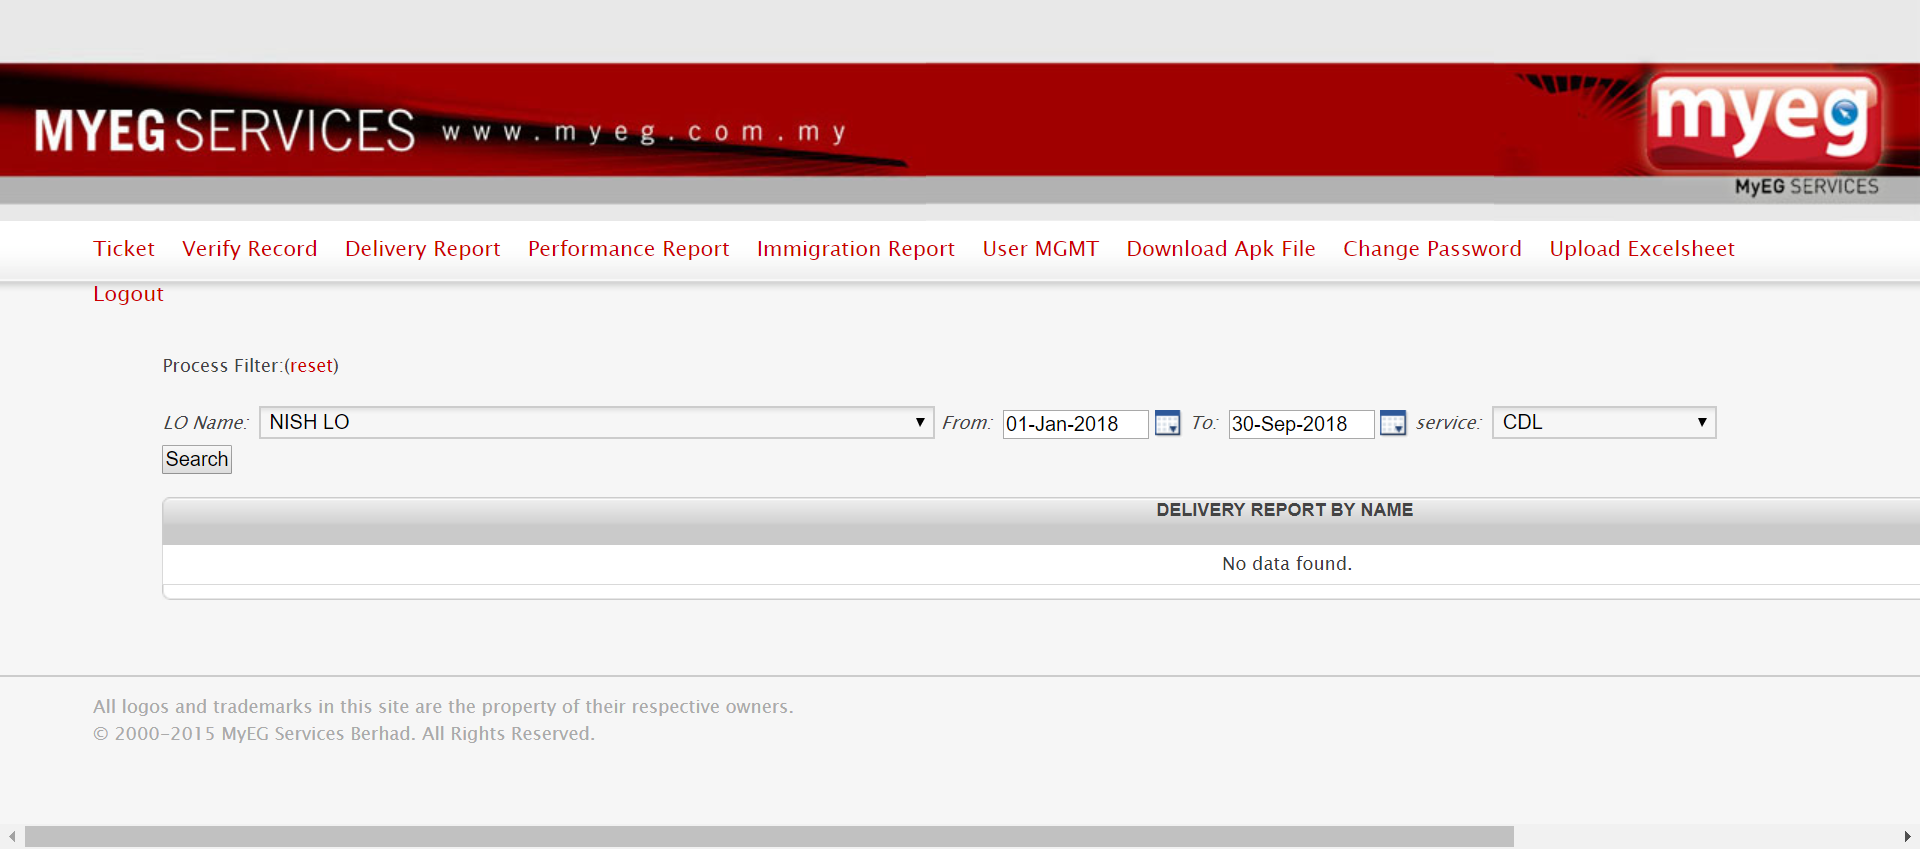 MYEG SERVICES www.myeg.com.my
myeg
MyEG SERVICES
Ticket Verify Record Delivery Report Performance Report Immigration Report User MGMT Download Apk File Change Password Upload Excelsheet
Logout
Process Filter:(reset)
LO Name: NISH LO From: 01-Jan-2018 To: 30-Sep-2018 service: CDL
Search
DELIVERY REPORT BY NAME
No data found.
All logos and trademarks in this site are the property of their respective owners.
© 2000-2015 MyEG Services Berhad. All Rights Reserved.